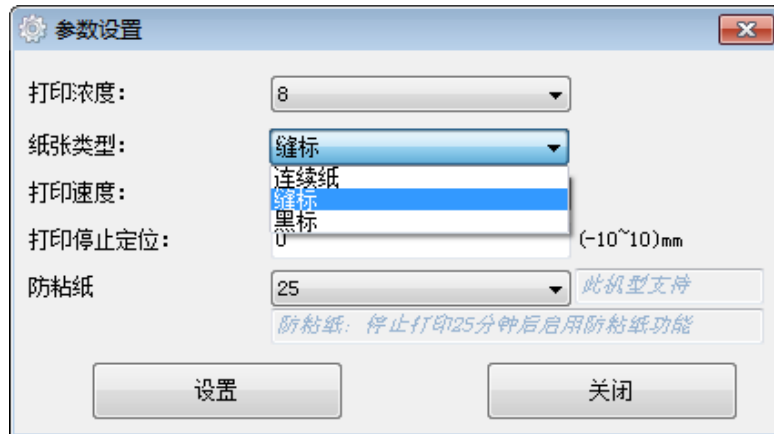 参数设置
打印浓度：
8
纸张类型：
缝标
连续纸
打印速度：
缝标
黑标
打印停止定位：
0
(-10~10)mm
防粘纸
25
此机型支持
防粘纸：停止打印25分钟后启用防粘纸功能
设置
关闭